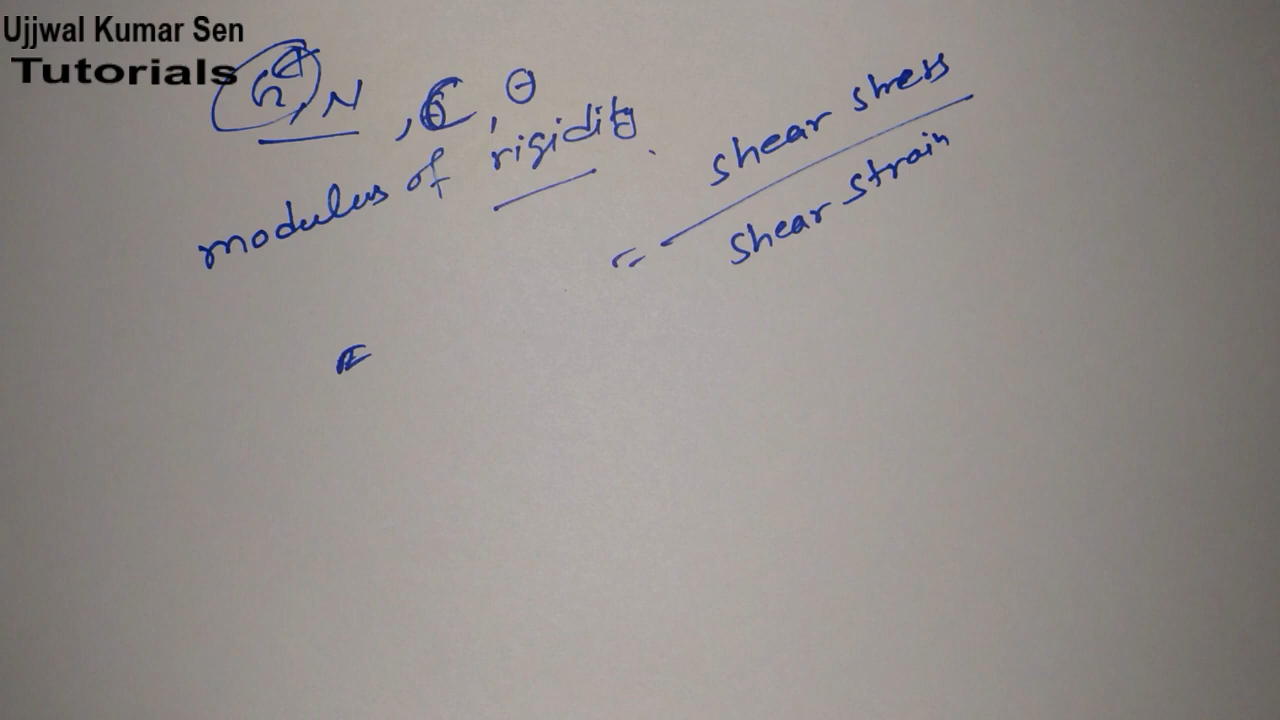 Ujjwal Kumar Sen
Tutorials
N , , θ
modulus of rigidity
= shear stress
shear strain